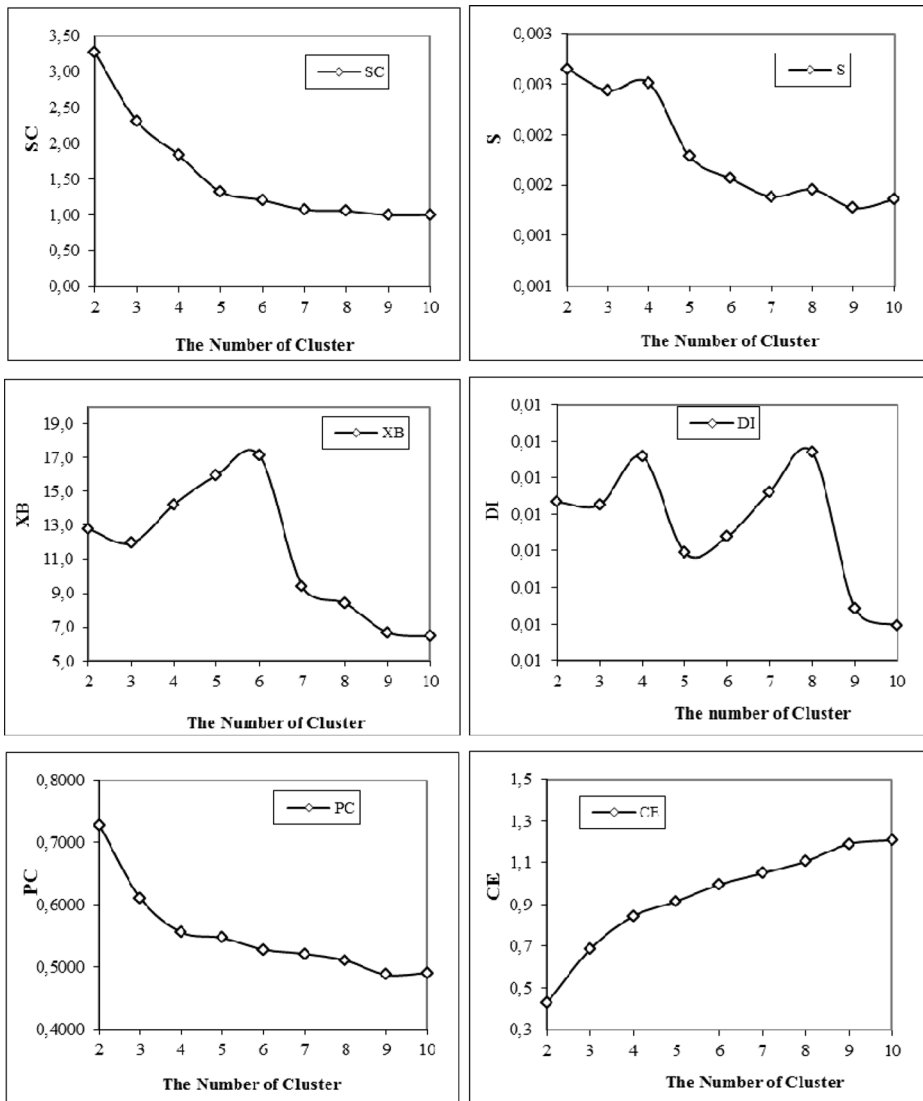 3,50
3,00
2,50
2,00
1,50
1,00
0,50
0,00
SC
SC
2 3 4 5 6 7 8 9 10
The Number of Cluster
0,003
0,003
0,002
0,002
0,001
0,001
S
S
2 3 4 5 6 7 8 9 10
The Number of Cluster
19,0
17,0
15,0
13,0
11,0
9,0
7,0
5,0
XB
XB
2 3 4 5 6 7 8 9 10
The Number of Cluster
0,01
0,01
0,01
0,01
0,01
0,01
0,01
0,01
DI
DI
2 3 4 5 6 7 8 9 10
The number of Cluster
0,8000
0,7000
0,6000
0,5000
0,4000
PC
PC
2 3 4 5 6 7 8 9 10
The Number of Cluster
1,5
1,3
1,1
0,9
0,7
0,5
0,3
CE
CE
2 3 4 5 6 7 8 9 10
The Number of Cluster